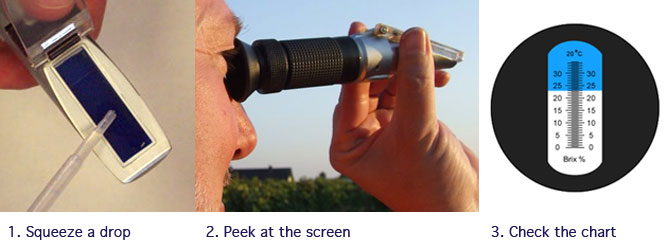 20°C
30 30
25 25
20 20
15 15
10 10
5 5
0 0
Brix %
1. Squeeze a drop
2. Peek at the screen
3. Check the chart